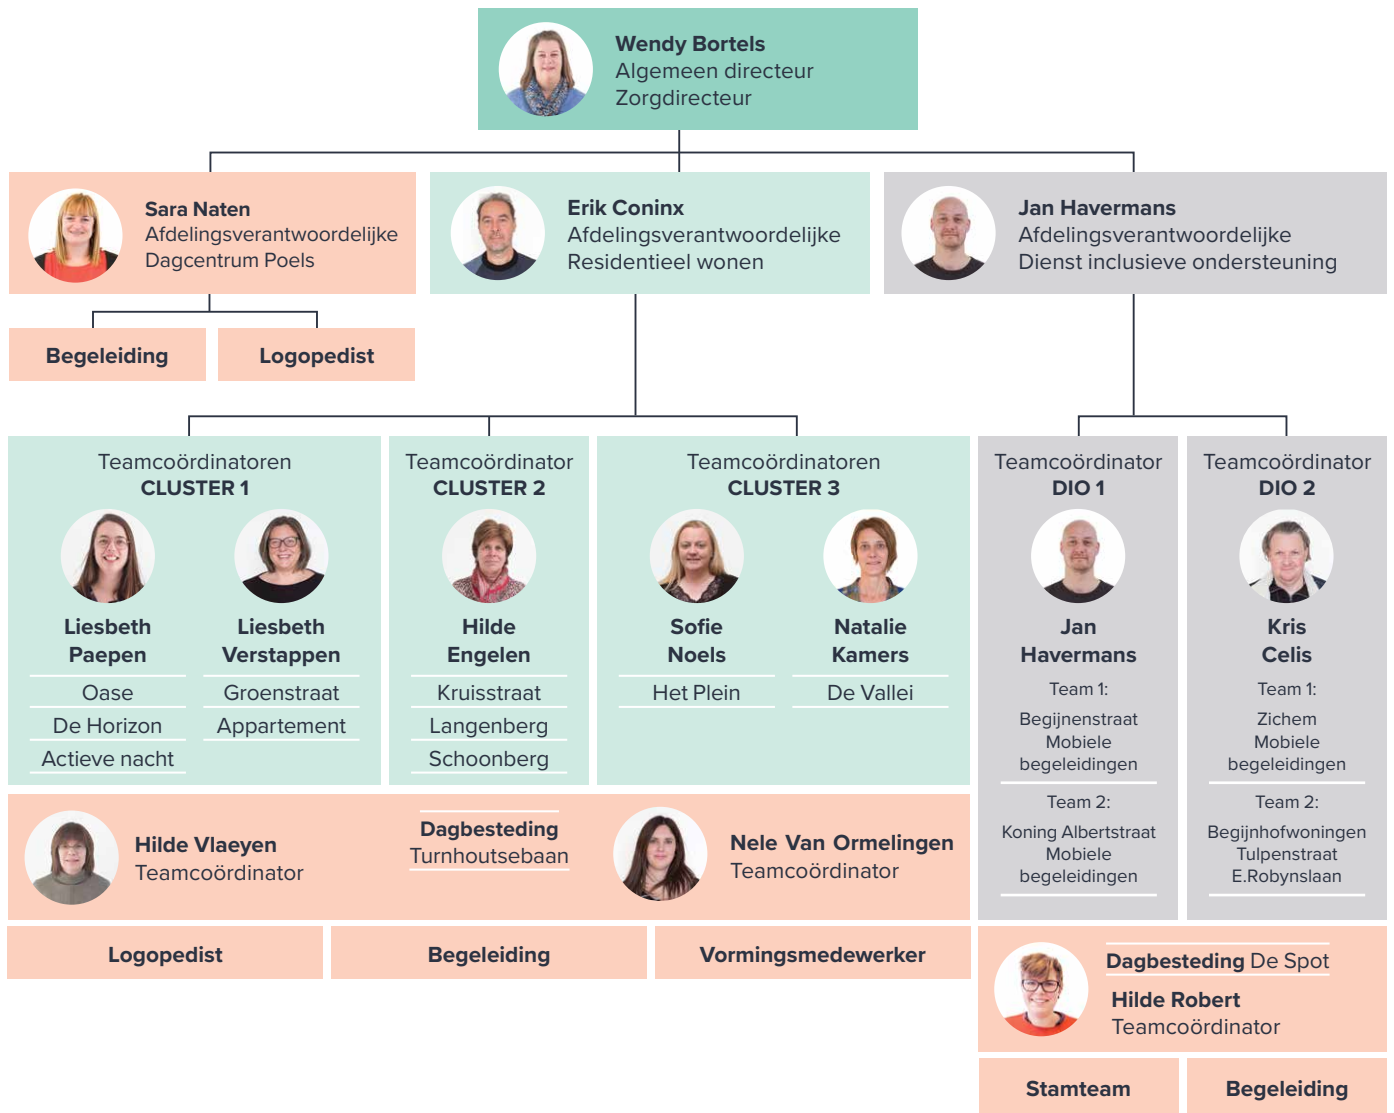 Wendy Bortels
Algemeen directeur
Zorgdirecteur
Sara Naten
Afdelingsverantwoordelijke
Dagcentrum Poels
Erik Coninx
Afdelingsverantwoordelijke
Residentieel wonen
Jan Havermans
Afdelingsverantwoordelijke
Dienst inclusieve ondersteuning
Begeleiding
Logopedist
Teamcoördinatoren
CLUSTER 1
Liesbeth
Paepen
Oase
De Horizon
Actieve nacht
Liesbeth
Verstappen
Groenstraat
Appartement
Teamcoördinator
CLUSTER 2
Hilde
Engelen
Kruisstraat
Langenberg
Schoonberg
Teamcoördinatoren
CLUSTER 3
Sofie
Noels
Het Plein
Natalie
Kamers
De Vallei
Teamcoördinator
DIO 1
Jan
Havermans
Team 1:
Begijnenstraat
Mobiele
begeleidingen
Team 2:
Koning Albertstraat
Mobiele
begeleidingen
Teamcoördinator
DIO 2
Kris
Celis
Team 1:
Zichem
Mobiele
begeleidingen
Team 2:
Begijnhofwoningen
Tulpenstraat
E.Robynslaan
Hilde Vlaeyen
Teamcoördinator
Dagbesteding
Turnhoutsebaan
Nele Van Ormelingen
Teamcoördinator
Logopedist
Begeleiding
Vormingsmedewerker
Dagbesteding De Spot
Hilde Robert
Teamcoördinator
Stamteam
Begeleiding